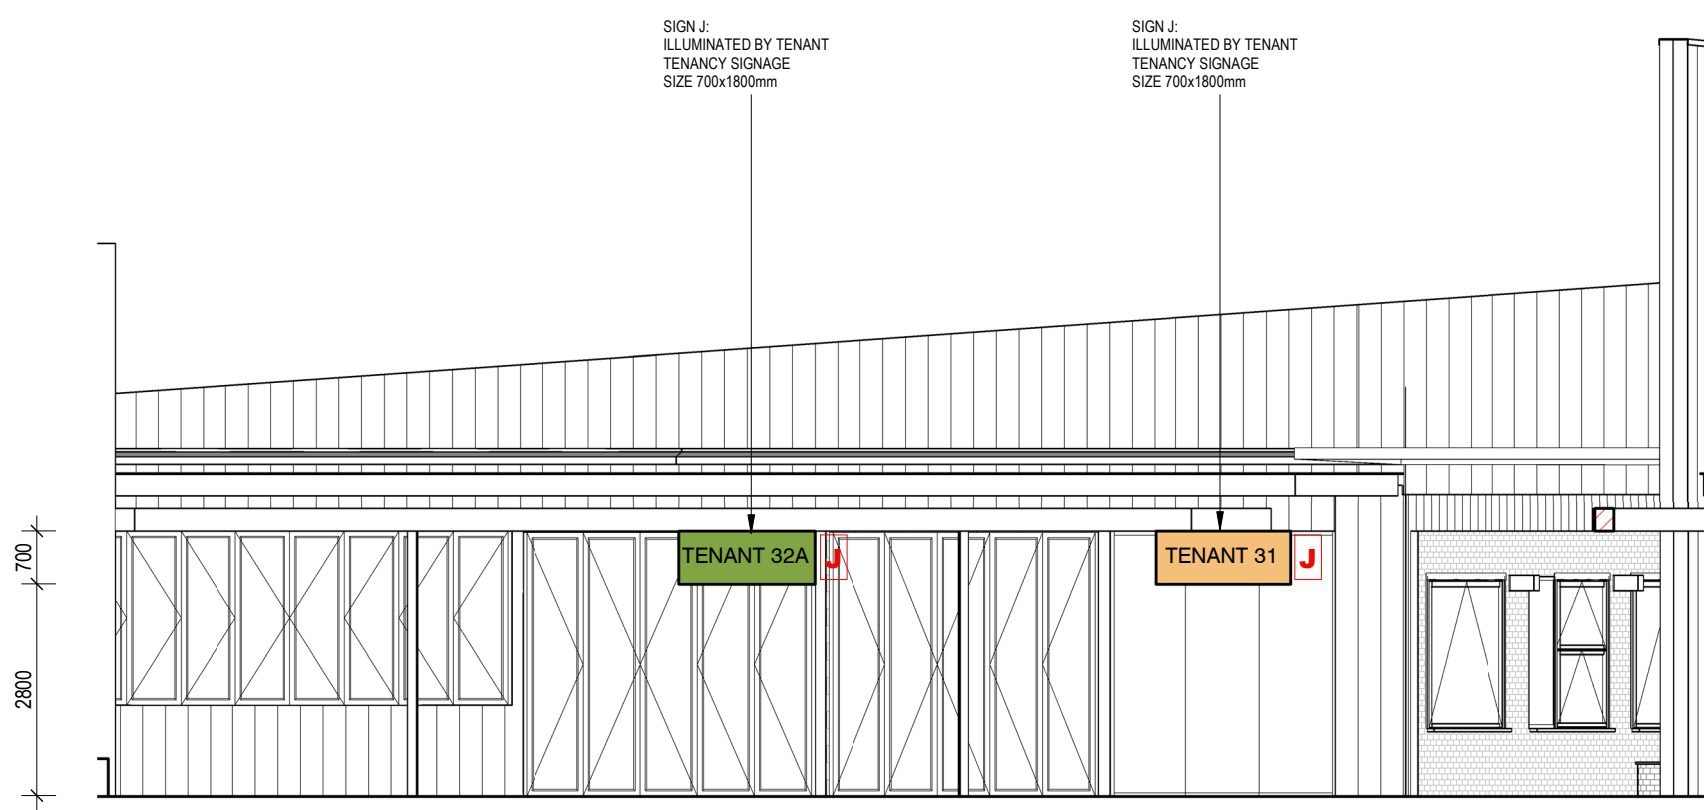 SIGN J:
ILLUMINATED BY TENANT
TENANCY SIGNAGE
SIZE 700x1800mm
SIGN J:
ILLUMINATED BY TENANT
TENANCY SIGNAGE
SIZE 700x1800mm
700
TENANT 32A
J
TENANT 31
J
2800